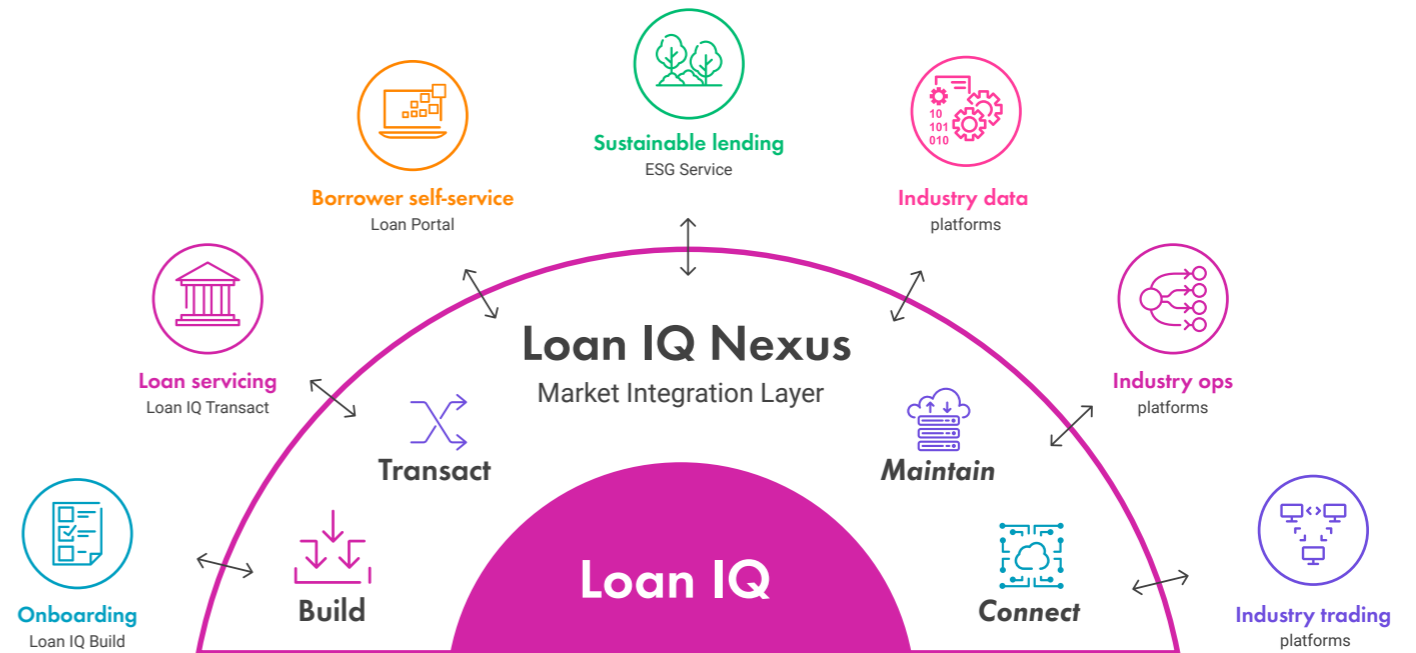 Sustainable lending
ESG Service
10
101
010
Borrower self-service
Loan Portal
Industry data
platforms
Loan IQ Nexus
Market Integration Layer
Loan servicing
Loan IQ Transact
Industry ops
platforms
Transact
Maintain
Loan IQ
Build
Connect
Onboarding
Loan IQ Build
Industry trading
platforms